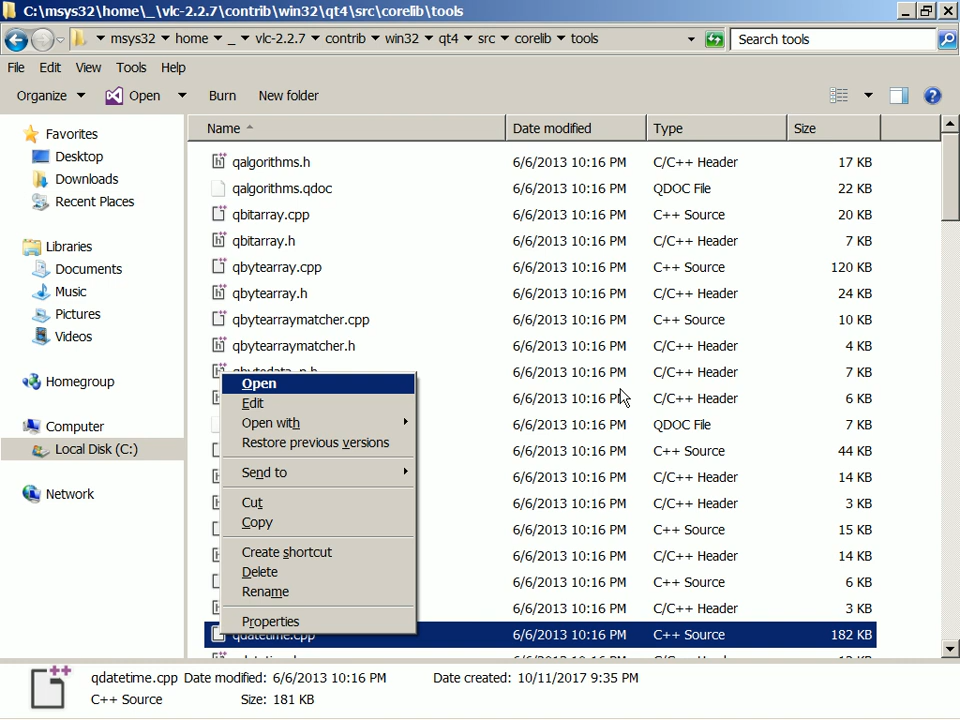 C:\msys32\home\_\vlc-2.2.7\contrib\win32\qt4\src\corelib\tools
msys32 home _ vlc-2.2.7 contrib win32 qt4 src corelib tools Search tools
File Edit View Tools Help
Organize Open Burn New folder
Favorites
Desktop
Downloads
Recent Places
Libraries
Documents
Music
Pictures
Videos
Homegroup
Computer
Local Disk (C:)
Network
Name Date modified Type Size
qalgorithms.h 6/6/2013 10:16 PM C/C++ Header 17 KB
qalgorithms.qdoc 6/6/2013 10:16 PM QDOC File 22 KB
qbitarray.cpp 6/6/2013 10:16 PM C++ Source 20 KB
qbitarray.h 6/6/2013 10:16 PM C/C++ Header 7 KB
qbytearray.cpp 6/6/2013 10:16 PM C++ Source 120 KB
qbytearray.h 6/6/2013 10:16 PM C/C++ Header 24 KB
qbytearraymatcher.cpp 6/6/2013 10:16 PM C++ Source 10 KB
qbytearraymatcher.h 6/6/2013 10:16 PM C/C++ Header 4 KB
qbytedata_p.h 6/6/2013 10:16 PM C/C++ Header 7 KB
6/6/2013 10:16 PM C/C++ Header 6 KB
6/6/2013 10:16 PM QDOC File 7 KB
6/6/2013 10:16 PM C++ Source 44 KB
6/6/2013 10:16 PM C/C++ Header 14 KB
6/6/2013 10:16 PM C/C++ Header 3 KB
6/6/2013 10:16 PM C++ Source 15 KB
6/6/2013 10:16 PM C/C++ Header 14 KB
6/6/2013 10:16 PM C++ Source 6 KB
6/6/2013 10:16 PM C/C++ Header 3 KB
qdatetime.cpp 6/6/2013 10:16 PM C++ Source 182 KB
Open
Edit
Open with
Restore previous versions
Send to
Cut
Copy
Create shortcut
Delete
Rename
Properties
qdatetime.cpp Date modified: 6/6/2013 10:16 PM Date created: 10/11/2017 9:35 PM
C++ Source Size: 181 KB